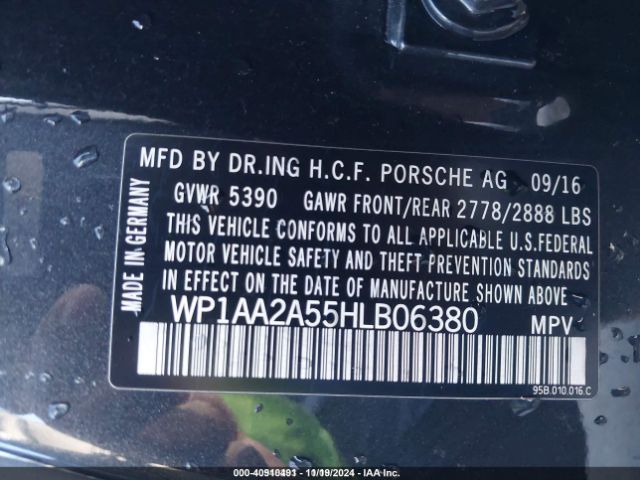 MFD BY DR.ING H.C.F. PORSCHE AG 09/16
GVWR 5390 GAWR FRONT/REAR 2778/2888 LBS
THIS VEHICLE CONFORMS TO ALL APPLICABLE U.S.FEDERAL
MOTOR VEHICLE SAFETY AND THEFT PREVENTION STANDARDS
IN EFFECT ON THE DATE OF MANUFACTURE SHOWN ABOVE
MADE IN GERMANY
WP1AA2A55HLB06380 MPV
95B.010.016.C
11/19/2024 - IAA Inc.